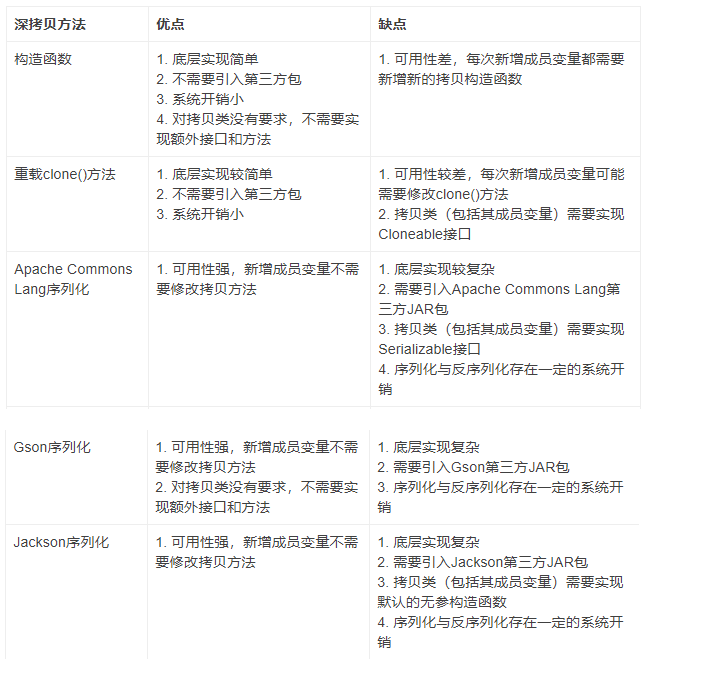 深拷贝方法
优点
缺点
构造函数
1. 底层实现简单
2. 不需要引入第三方包
3. 系统开销小
4. 对拷贝类没有要求，不需要实
现额外接口和方法
1. 可用性差，每次新增成员变量都需要
新增新的拷贝构造函数
重载clone()方法
1. 底层实现较简单
2. 不需要引入第三方包
3. 系统开销小
1. 可用性较差，每次新增成员变量可能
需要修改clone()方法
2. 拷贝类（包括其成员变量）需要实现
Cloneable接口
Apache Commons
Lang序列化
1. 可用性强，新增成员变量不需
要修改拷贝方法
1. 底层实现较复杂
2. 需要引入Apache Commons Lang第
三方JAR包
3. 拷贝类（包括其成员变量）需要实现
Serializable接口
4. 序列化与反序列化存在一定的系统开
销
Gson序列化
1. 可用性强，新增成员变量不需
要修改拷贝方法
2. 对拷贝类没有要求，不需要实
现额外接口和方法
1. 底层实现复杂
2. 需要引入Gson第三方JAR包
3. 序列化与反序列化存在一定的系统开
销
Jackson序列化
1. 可用性强，新增成员变量不需
要修改拷贝方法
1. 底层实现复杂
2. 需要引入Jackson第三方JAR包
3. 拷贝类（包括其成员变量）需要实现
默认的无参构造函数
4. 序列化与反序列化存在一定的系统开
销